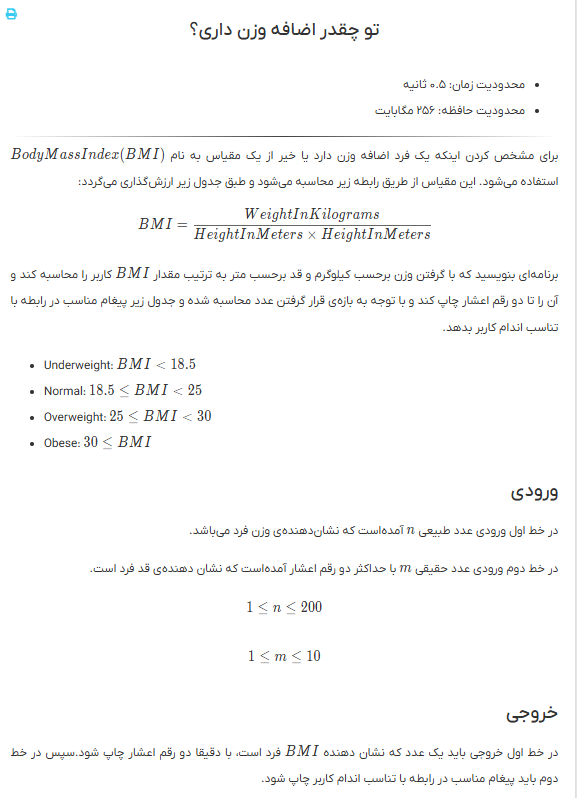 تو چقدر اضافه وزن داری؟
محدودیت زمان: ۰.۵ ثانیه
محدودیت حافظه: ۲۵۶ مگابایت
برای مشخص کردن اینکه یک فرد اضافه وزن دارد یا خیر از یک مقیاس به نام BodyMassIndex(BMI)
استفاده می‌شود. این مقیاس از طریق رابطه زیر محاسبه می‌شود و طبق جدول زیر ارزش‌گذاری می‌گردد:
BMI = WeightInKilograms / HeightInMeters × HeightInMeters
برنامه‌ای بنویسید که با گرفتن وزن برحسب کیلوگرم و قد برحسب متر به ترتیب مقدار BMI کاربر را محاسبه کند و
آن را تا دو رقم اعشار چاپ کند و با توجه به بازه‌ی قرار گرفتن عدد محاسبه شده و جدول زیر پیغام مناسب در رابطه با
تناسب اندام کاربر بدهد.
Underweight: BMI < 18.5
Normal: 18.5 ≤ BMI < 25
Overweight: 25 ≤ BMI < 30
Obese: 30 ≤ BMI
ورودی
در خط اول ورودی عدد طبیعی n آمده‌است که نشان‌دهنده‌ی وزن فرد می‌باشد.
در خط دوم ورودی عدد حقیقی m با حداکثر دو رقم اعشار آمده‌است که نشان دهنده‌ی قد فرد است.
1 ≤ n ≤ 200
1 ≤ m ≤ 10
خروجی
در خط اول خروجی باید یک عدد که نشان دهنده BMI فرد است، با دقیقا دو رقم اعشار چاپ شود.سپس در خط
دوم باید پیغام مناسب در رابطه با تناسب اندام کاربر چاپ شود.